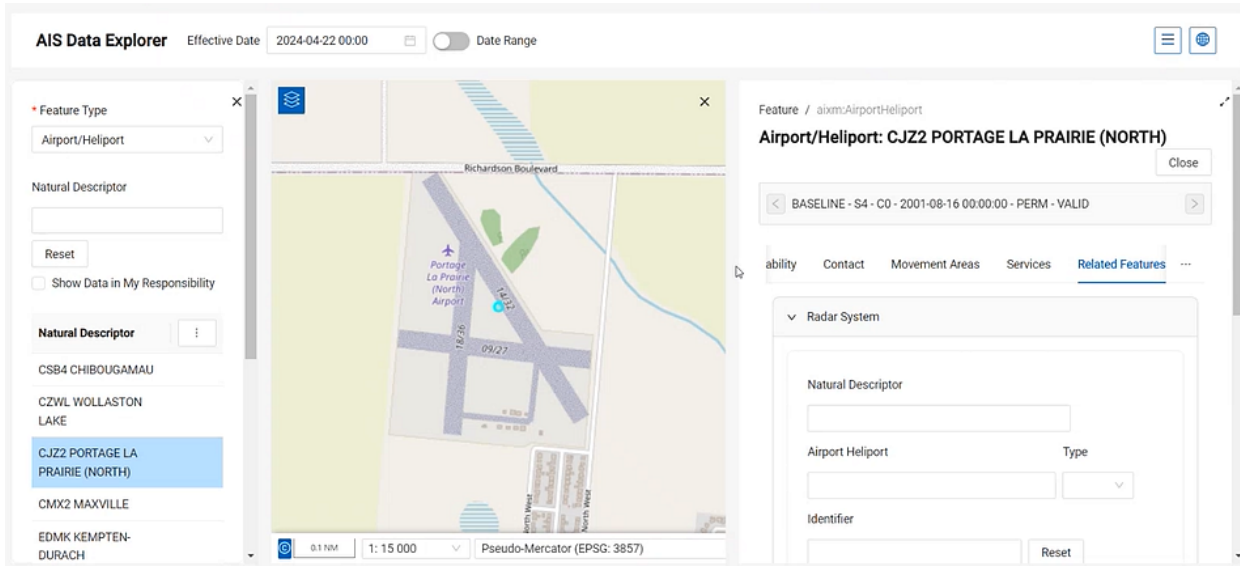 AIS Data Explorer Effective Date 2024-04-22 00:00 Date Range
* Feature Type
Airport/Heliport
Natural Descriptor
Reset
Show Data in My Responsibility
Natural Descriptor
CSB4 CHIBOUGAMAU
CZWL WOLLASTON
LAKE
CJZ2 PORTAGE LA
PRAIRIE (NORTH)
CMX2 MAXVILLE
EDMK KEMPTEN-
DURACH
Richardson Boulevard
Portage
La Prairie
(North)
Airport
14/32
18/36
09/27
North West
North West
0.1 NM
1: 15 000
Pseudo-Mercator (EPSG: 3857)
Feature / aixm:AirportHeliport
Airport/Heliport: CJZ2 PORTAGE LA PRAIRIE (NORTH)
Close
BASELINE - S4 - C0 - 2001-08-16 00:00:00 - PERM - VALID
ability Contact Movement Areas Services Related Features ...
Radar System
Natural Descriptor
Airport Heliport Type
Identifier
Reset